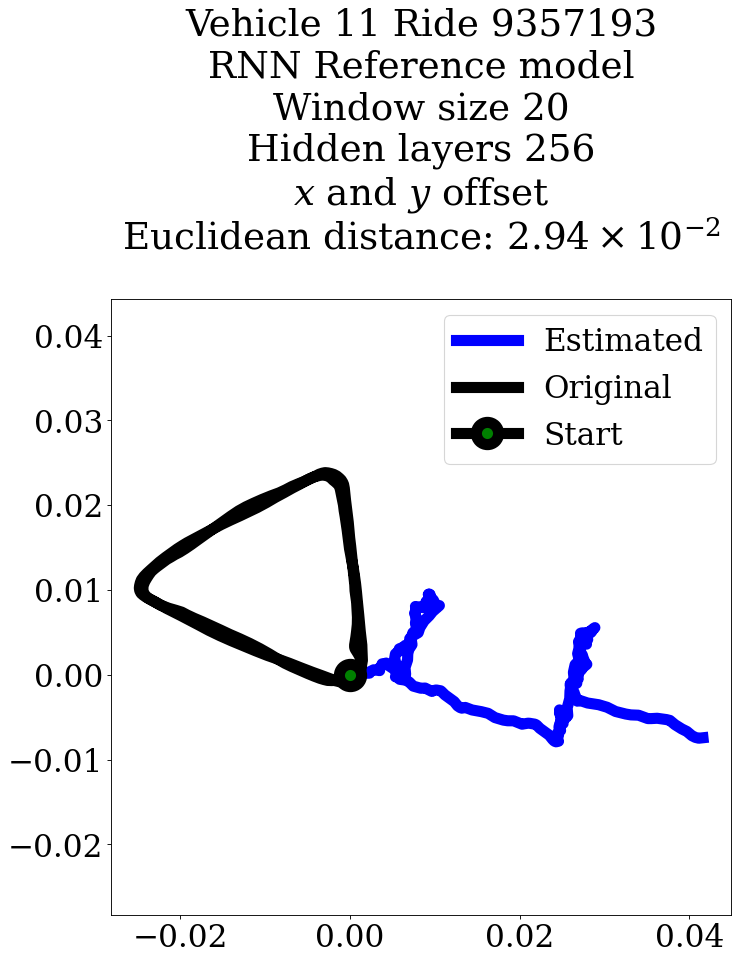 Vehicle 11 Ride 9357193
RNN Reference model
Window size 20
Hidden layers 256
x and y offset
Euclidean distance: 2.94 × 10⁻²
Estimated
Original
Start
0.04
0.03
0.02
0.01
0.00
−0.01
−0.02
−0.02 0.00 0.02 0.04